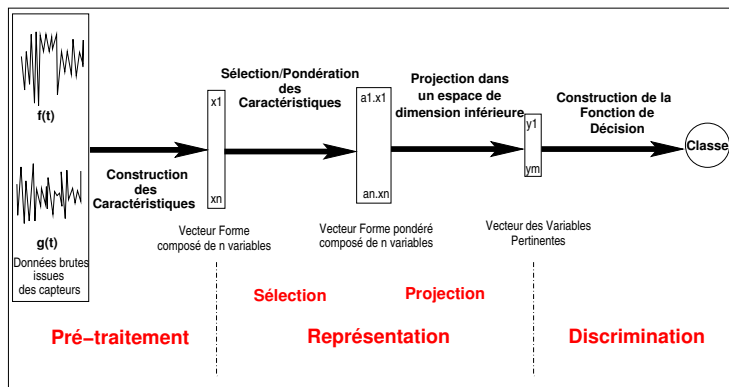 f(t)
g(t)
Données brutes
issues
des capteurs
Construction
des
Caractéristiques
x1
xn
Vecteur Forme
composé de n variables
Sélection/Pondération
des
Caractéristiques
a1.x1
an.xn
Vecteur Forme pondéré
composé de n variables
Projection dans
un espace de
dimension inférieure
y1
ym
Vecteur des Variables
Pertinentes
Construction de la
Fonction de
Décision
Classe
Sélection
Projection
Pré-traitement
Représentation
Discrimination